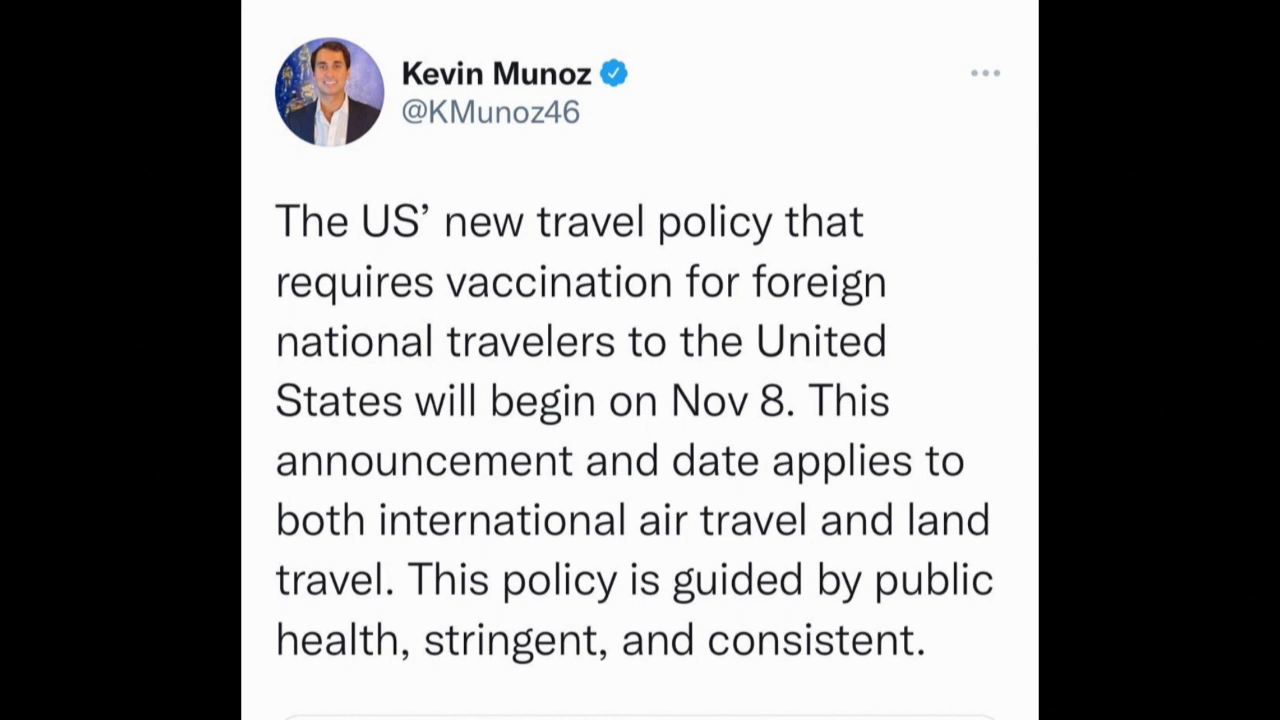 Kevin Munoz
@KMunoz46
The US’ new travel policy that
requires vaccination for foreign
national travelers to the United
States will begin on Nov 8. This
announcement and date applies to
both international air travel and land
travel. This policy is guided by public
health, stringent, and consistent.